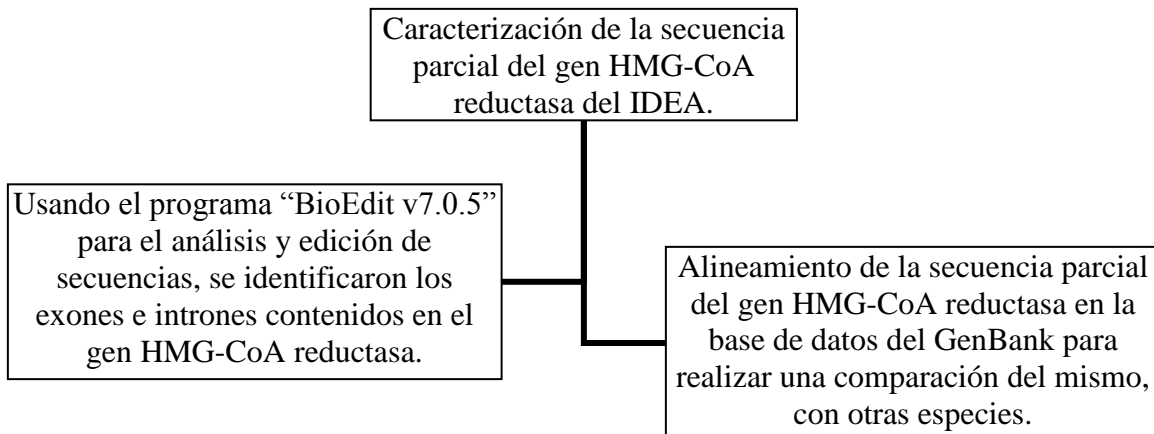 Caracterización de la secuencia
parcial del gen HMG-CoA
reductasa del IDEA.
Usando el programa “BioEdit v7.0.5”
para el análisis y edición de
secuencias, se identificaron los
exones e intrones contenidos en el
gen HMG-CoA reductasa.
Alineamiento de la secuencia parcial
del gen HMG-CoA reductasa en la
base de datos del GenBank para
realizar una comparación del mismo,
con otras especies.